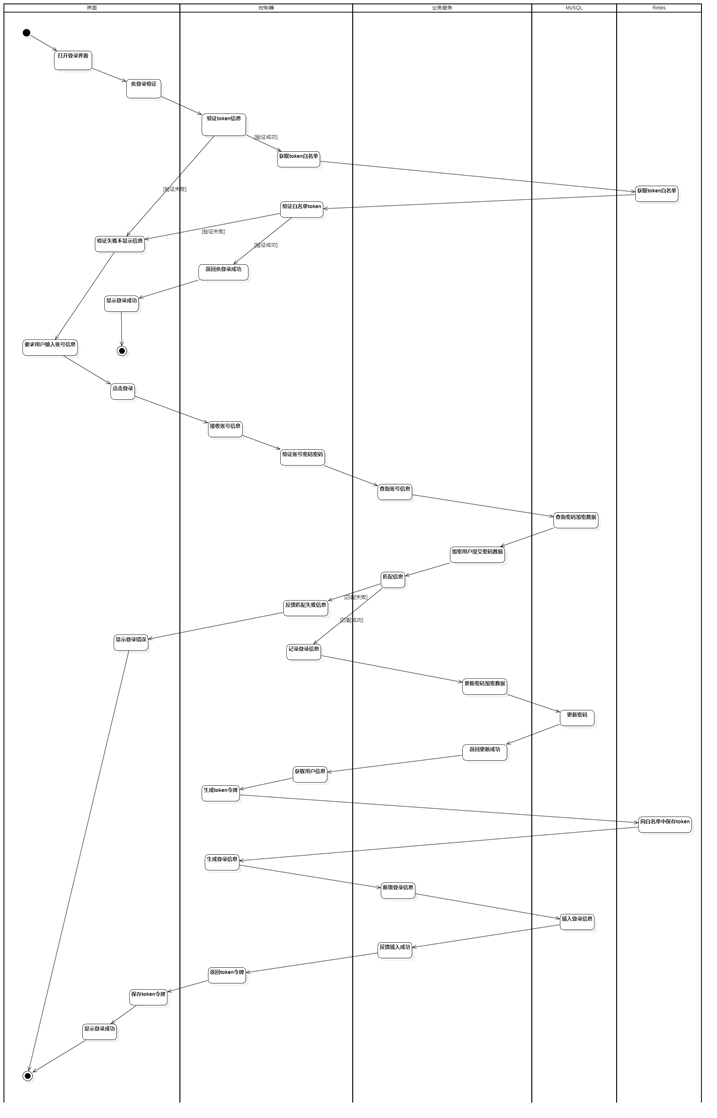 界面
控制器
业务服务
MySQL
Redis
打开登录界面
免登录验证
验证token信息
[验证成功]
获取token白名单
获取token白名单
[验证失败]
验证白名单token
[验证失败]
验证失败不显示信息
[验证成功]
返回免登录成功
显示登录成功
要求用户输入账号信息
点击登录
接收账号信息
验证账号密码密码
查询账号信息
查询密码加密数据
加密用户提交密码数据
匹配信息
[匹配失败]
反馈匹配失败信息
[匹配成功]
显示登录错误
记录登录信息
更新密码加密数据
更新密码
返回更新成功
获取用户信息
生成token令牌
向白名单中保存token
生成登录信息
新增登录信息
插入登录信息
反馈插入成功
返回token令牌
保存token令牌
显示登录成功